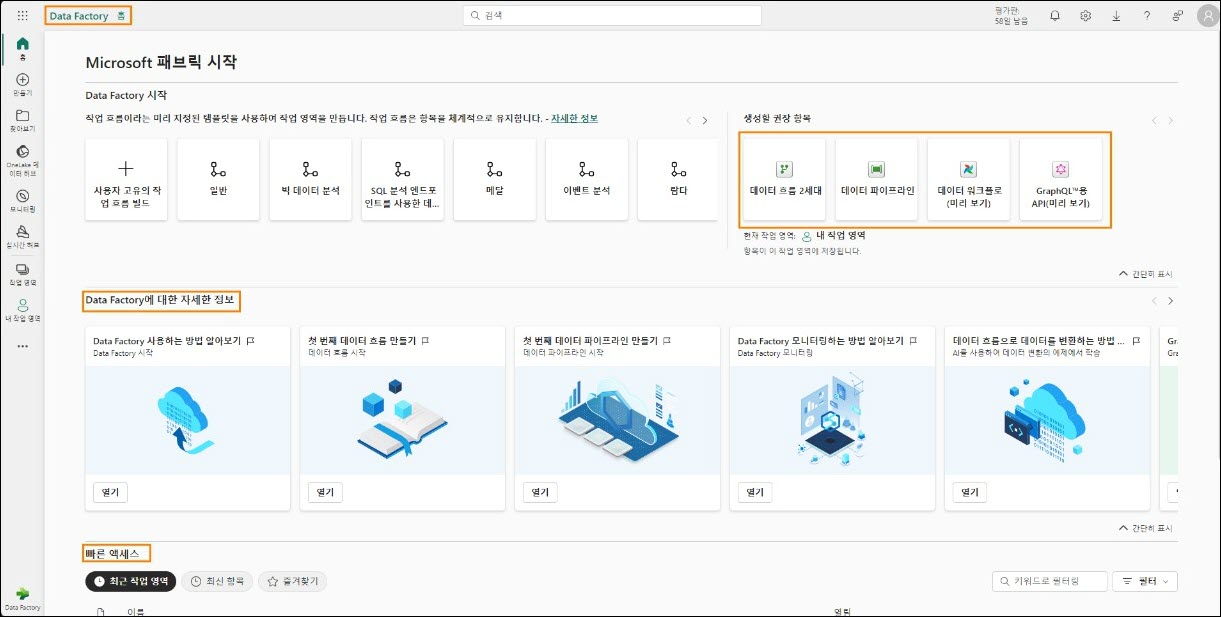 Data Factory 홈
검색
평가판:
58일 남음
홈
만들기
찾아보기
OneLake 데
이터 허브
모니터링
실시간 허브
작업 영역
내 작업 영역
Data Factory
Microsoft 패브릭 시작
Data Factory 시작
작업 흐름이라는 미리 지정된 템플릿을 사용하여 작업 영역을 만듭니다. 작업 흐름은 항목을 체계적으로 유지합니다. - 자세한 정보
사용자 고유의 작
업 흐름 빌드
일반
빅 데이터 분석
SQL 분석 엔드포
인트를 사용한 데...
메달
이벤트 분석
람다
생성할 권장 항목
데이터 흐름 2세대
데이터 파이프라인
데이터 워크플로
(미리 보기)
GraphQL™용
API(미리 보기)
현재 작업 영역: 내 작업 영역
항목이 이 작업 영역에 저장됩니다.
간단히 표시
Data Factory에 대한 자세한 정보
Data Factory 사용하는 방법 알아보기
Data Factory 시작
열기
첫 번째 데이터 흐름 만들기
데이터 흐름 시작
열기
첫 번째 데이터 파이프라인 만들기
데이터 파이프라인 시작
열기
Data Factory 모니터링하는 방법 알아보기
Data Factory 모니터링
열기
데이터 흐름으로 데이터를 변환하는 방법 ...
AI를 사용하여 데이터 변환의 예제에서 학습
열기
Gr
Gra
간단히 표시
빠른 액세스
최근 작업 영역
최신 항목
즐겨찾기
키워드로 필터링
필터
이름
열림